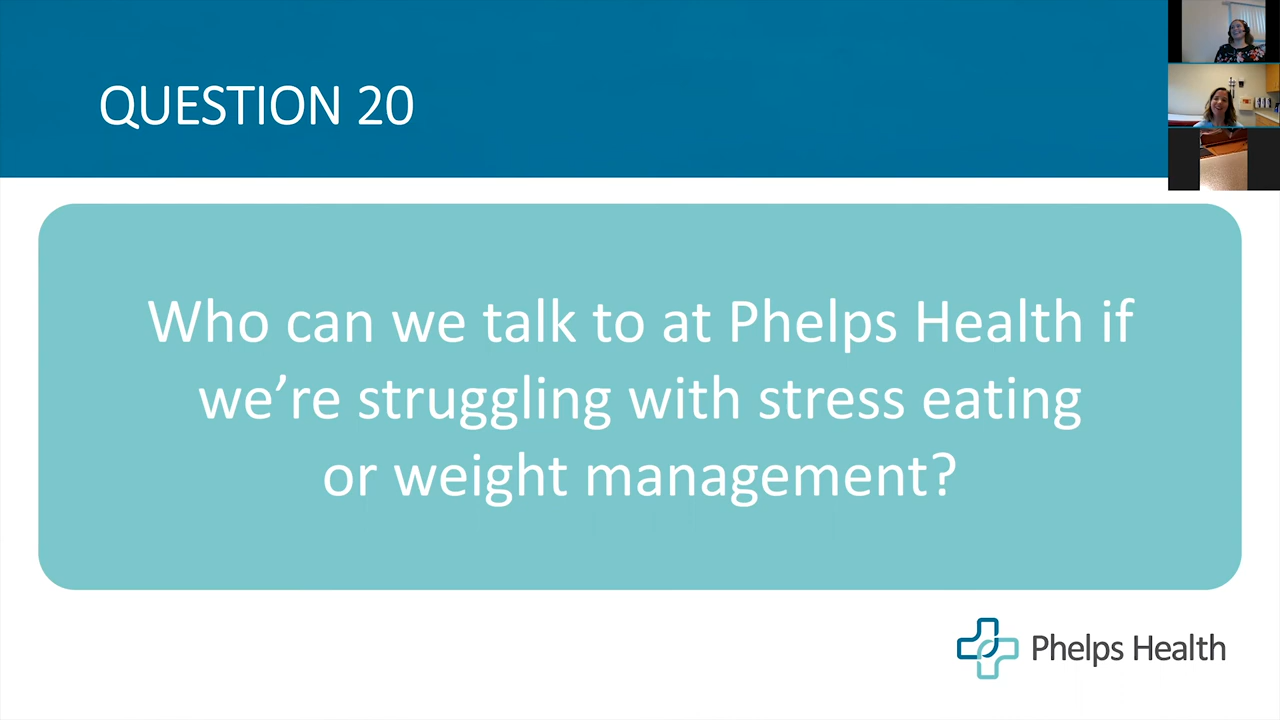 QUESTION 20
Who can we talk to at Phelps Health if
we’re struggling with stress eating
or weight management?
Phelps Health